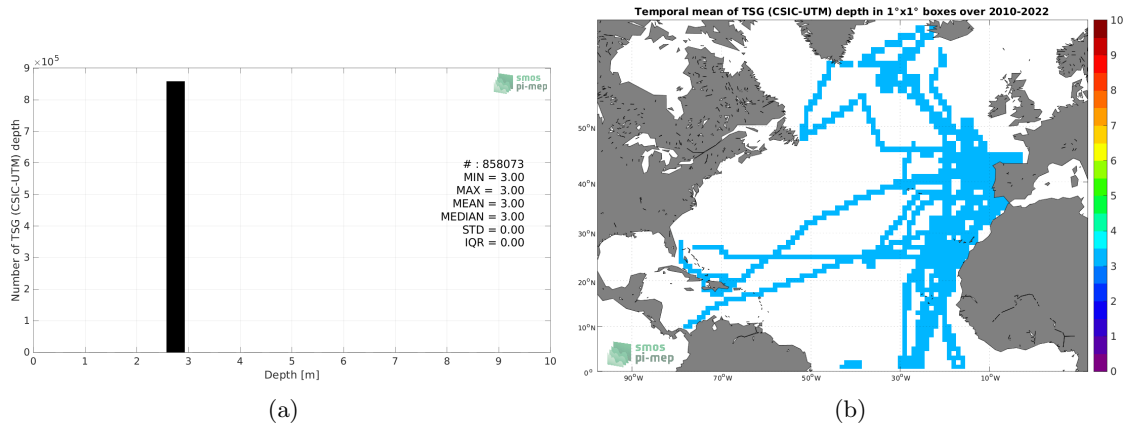 ×10⁵
9
8
7
6
5
4
3
2
1
0
Number of TSG (CSIC-UTM) depth
smos
pi-mep
# : 858073
MIN = 3.00
MAX = 3.00
MEAN = 3.00
MEDIAN = 3.00
STD = 0.00
IQR = 0.00
0 1 2 3 4 5 6 7 8 9 10
Depth [m]
(a)
Temporal mean of TSG (CSIC-UTM) depth in 1°x1° boxes over 2010-2022
50°N
40°N
30°N
20°N
10°N
0°
90°W 70°W 50°W 30°W 10°W
smos
pi-mep
10
9
8
7
6
5
4
3
2
1
0
(b)